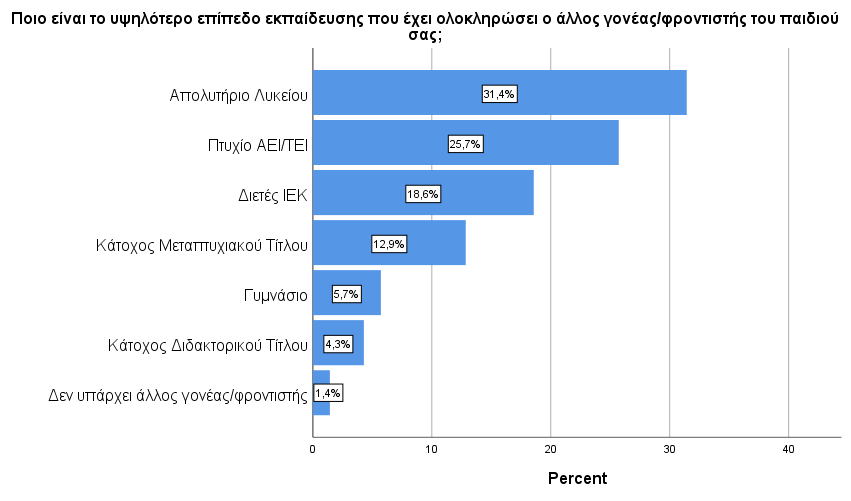 Ποιο είναι το υψηλότερο επίπεδο εκπαίδευσης που έχει ολοκληρώσει ο άλλος γονέας/φροντιστής του παιδιού
σας;
Απολυτήριο Λυκείου
31,4%
Πτυχίο ΑΕΙ/ΤΕΙ
25,7%
Διετές ΙΕΚ
18,6%
Κάτοχος Μεταπτυχιακού Τίτλου
12,9%
Γυμνάσιο
5,7%
Κάτοχος Διδακτορικού Τίτλου
4,3%
Δεν υπάρχει άλλος γονέας/φροντιστής
1,4%
0 10 20 30 40
Percent